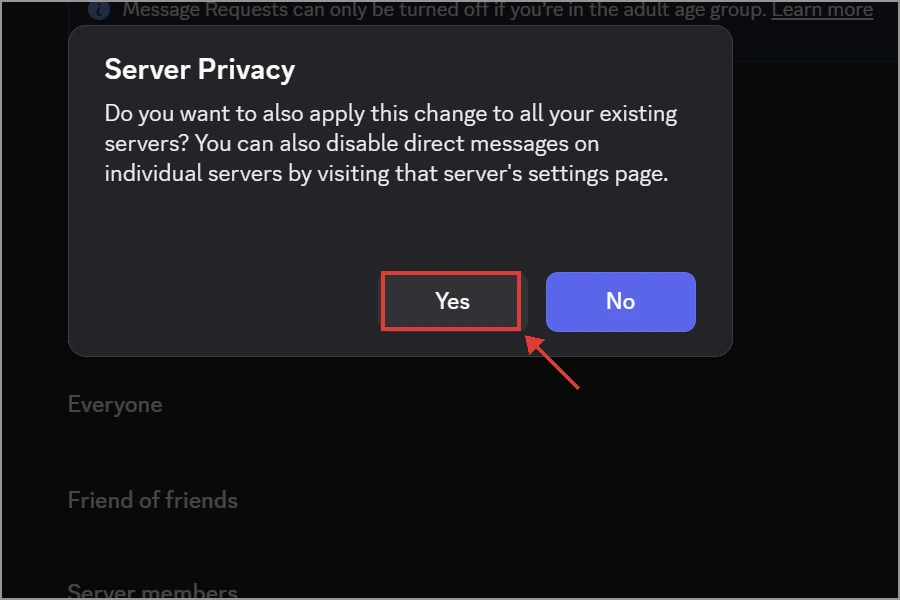 Message Requests can only be turned off if you're in the adult age group. Learn more
Server Privacy
Do you want to also apply this change to all your existing
servers? You can also disable direct messages on
individual servers by visiting that server's settings page.
Yes
No
Everyone
Friend of friends
Server members